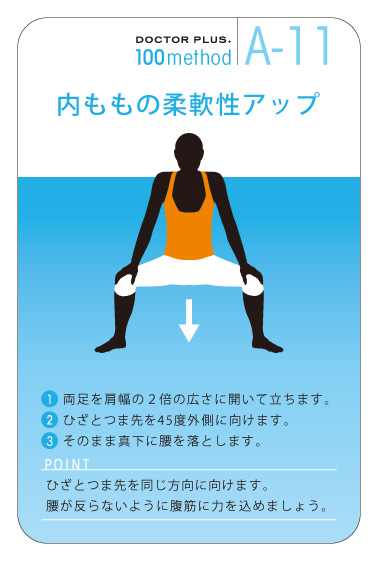 DOCTOR PLUS.
100method
A-11
内ももの柔軟性アップ
1 両足を肩幅の２倍の広さに開いて立ちます。
2 ひざとつま先を45度外側に向けます。
3 そのまま真下に腰を落とします。
POINT
ひざとつま先を同じ方向に向けます。
腰が反らないように腹筋に力を込めましょう。